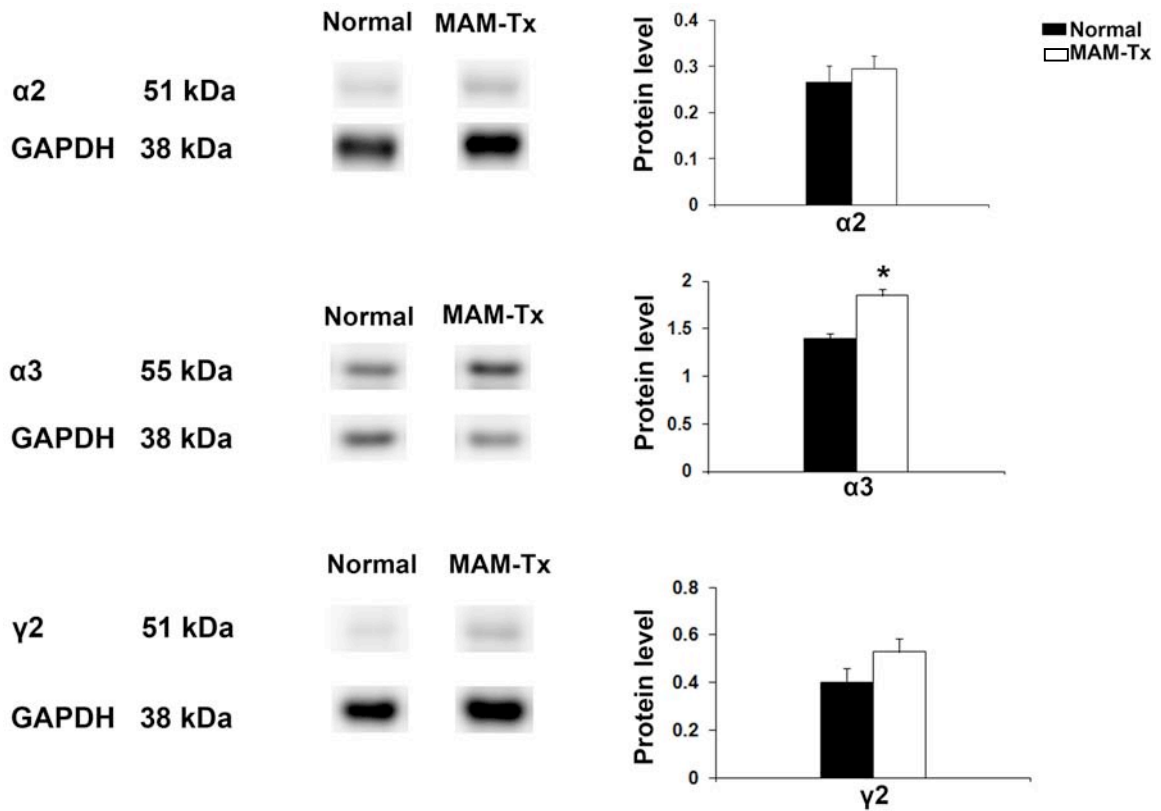 Normal MAM-Tx
α2 51 kDa
GAPDH 38 kDa
Protein level
0.4
0.3
0.2
0.1
0
α2
Normal
MAM-Tx
Normal MAM-Tx
α3 55 kDa
GAPDH 38 kDa
Protein level
2
1.5
1
0.5
0
*
α3
Normal MAM-Tx
γ2 51 kDa
GAPDH 38 kDa
Protein level
0.8
0.6
0.4
0.2
0
γ2